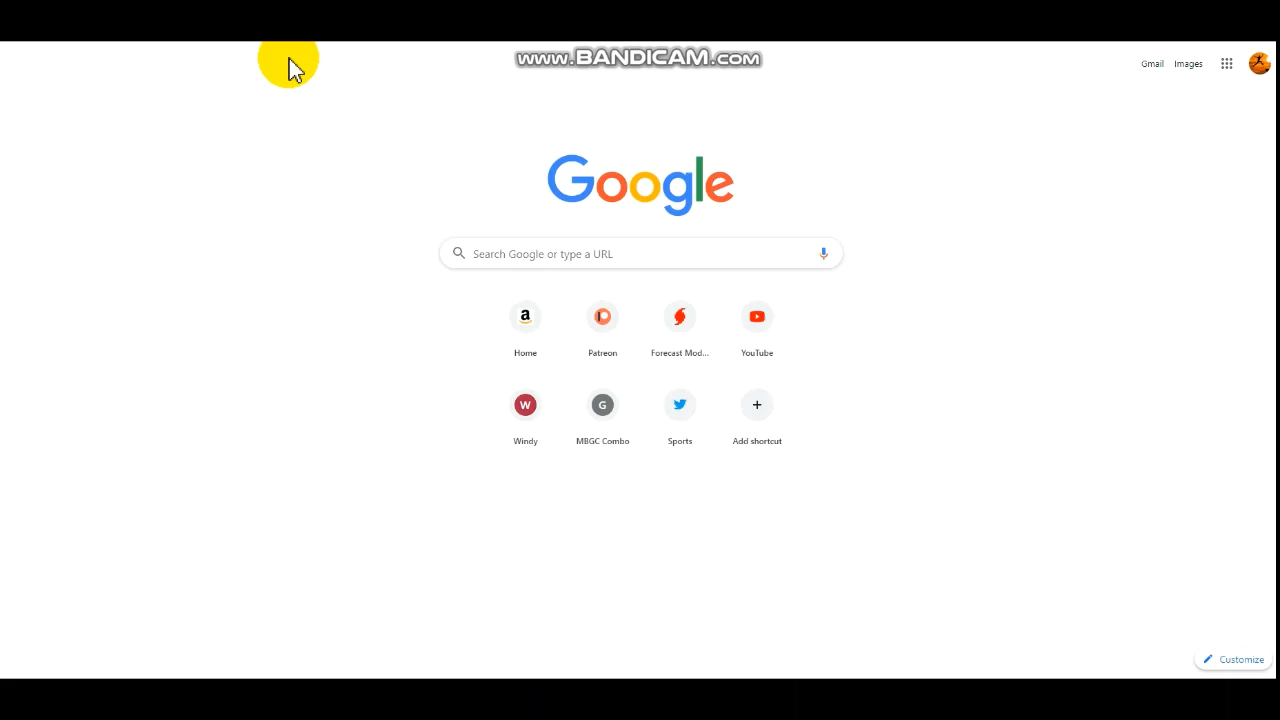 www.BANDICAM.com
Gmail Images
Google
Search Google or type a URL
Home Patreon Forecast Mod... YouTube
W G
Windy MBGC Combo Sports Add shortcut
Customize